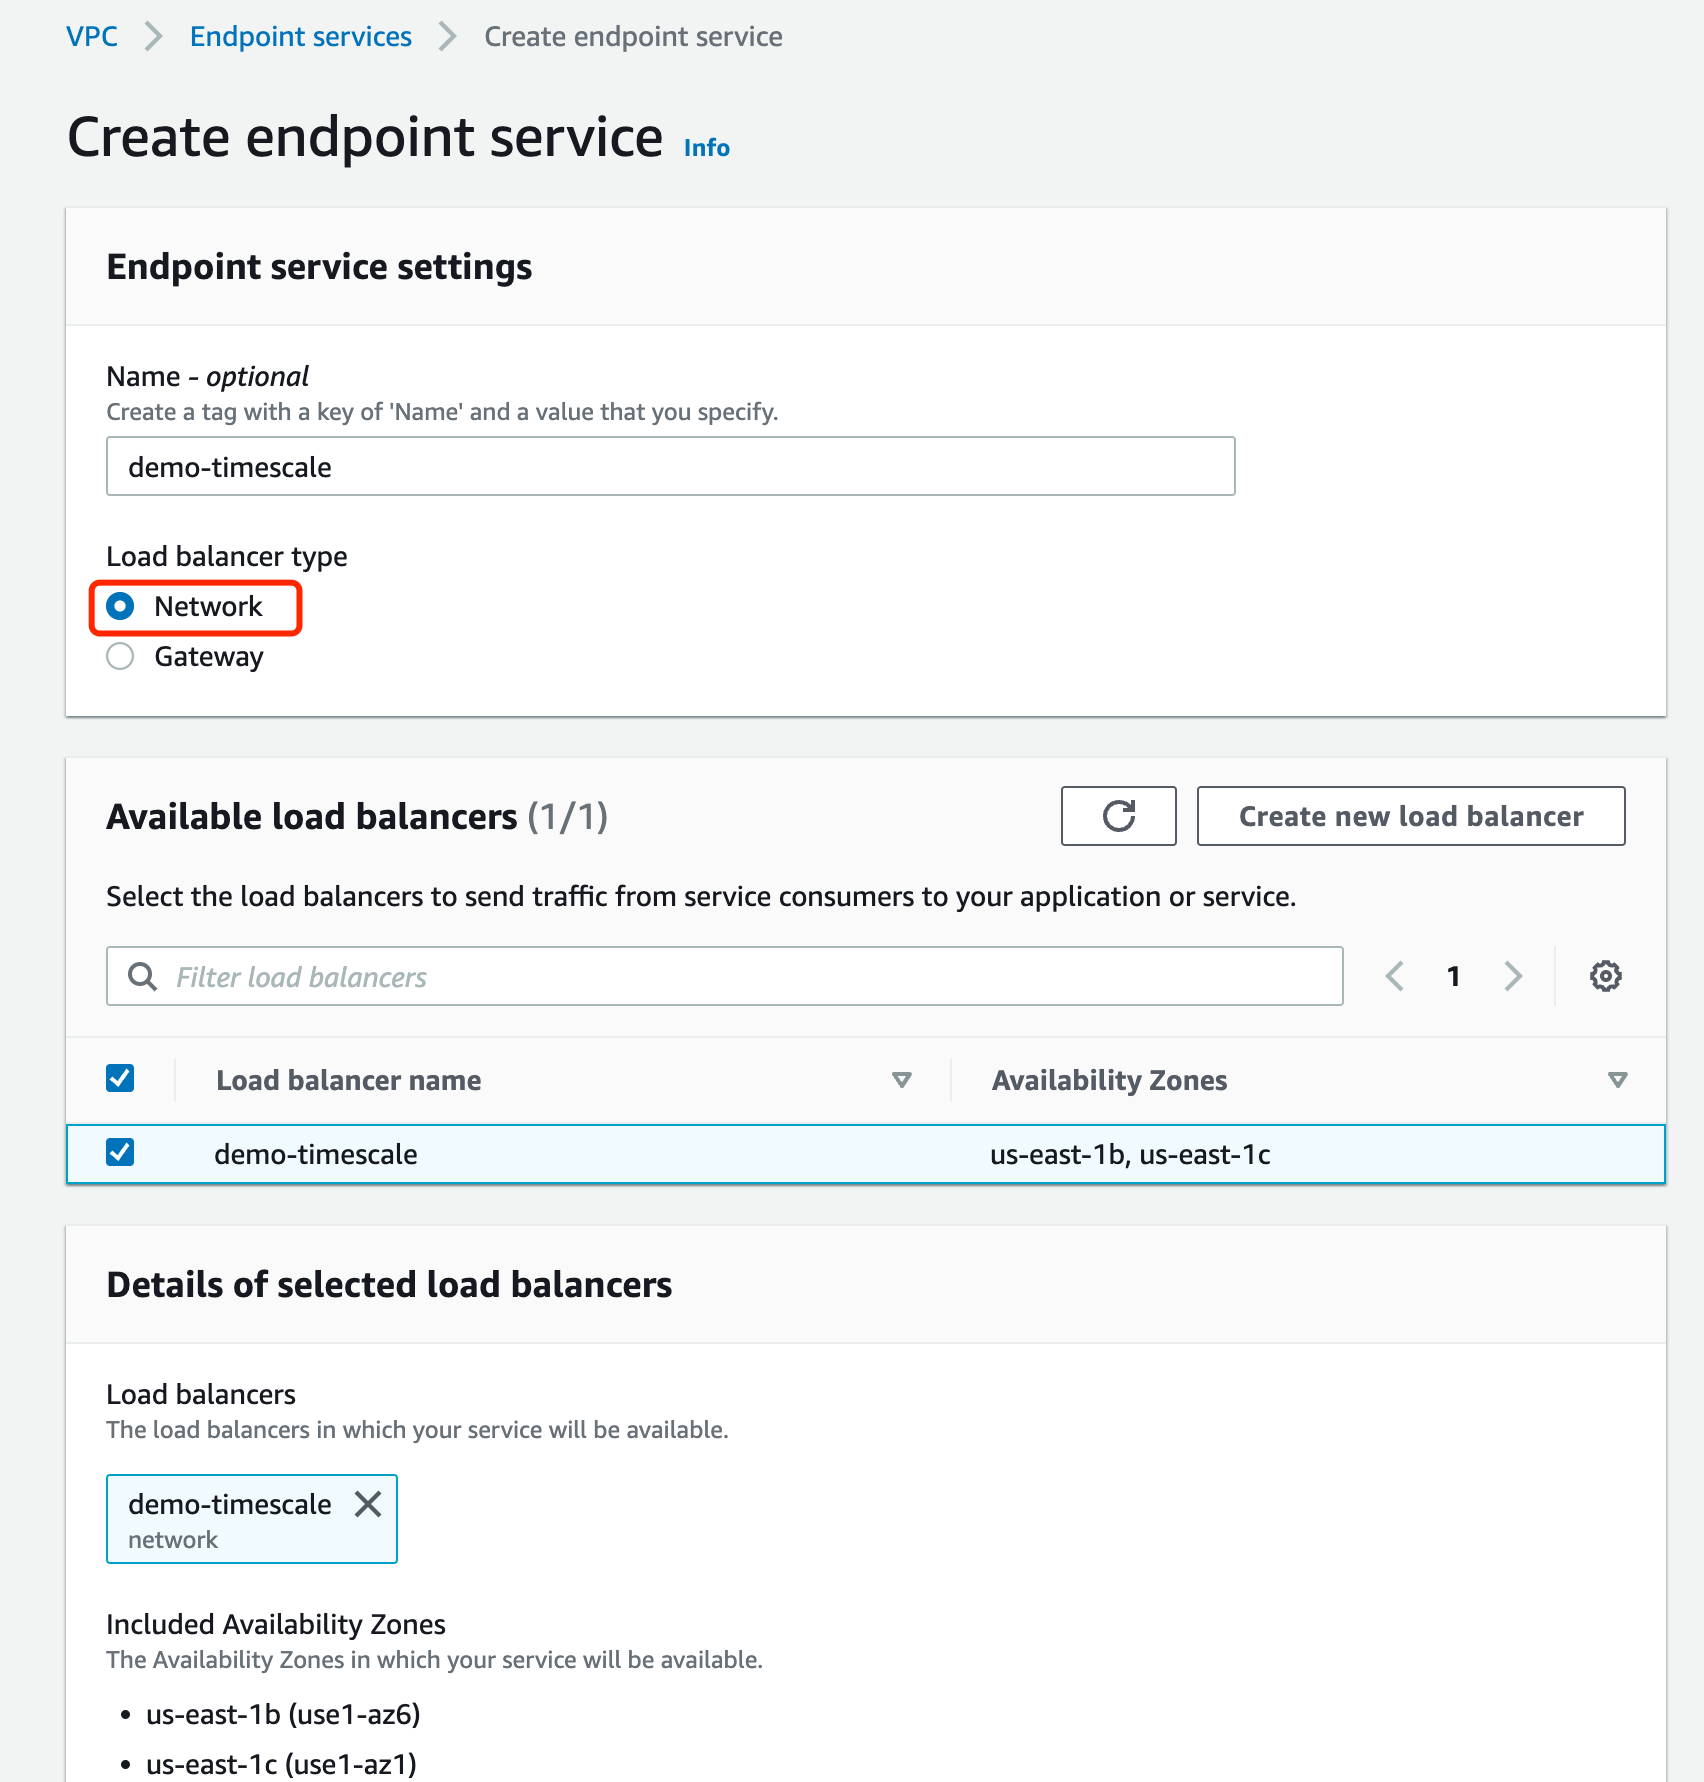 VPC > Endpoint services > Create endpoint service
Create endpoint service Info
Endpoint service settings
Name - optional
Create a tag with a key of 'Name' and a value that you specify.
demo-timescale
Load balancer type
Network
Gateway
Available load balancers (1/1)
Create new load balancer
Select the load balancers to send traffic from service consumers to your application or service.
Filter load balancers
1
Load balancer name
Availability Zones
demo-timescale
us-east-1b, us-east-1c
Details of selected load balancers
Load balancers
The load balancers in which your service will be available.
demo-timescale
network
Included Availability Zones
The Availability Zones in which your service will be available.
• us-east-1b (use1-az6)
• us-east-1c (use1-az1)